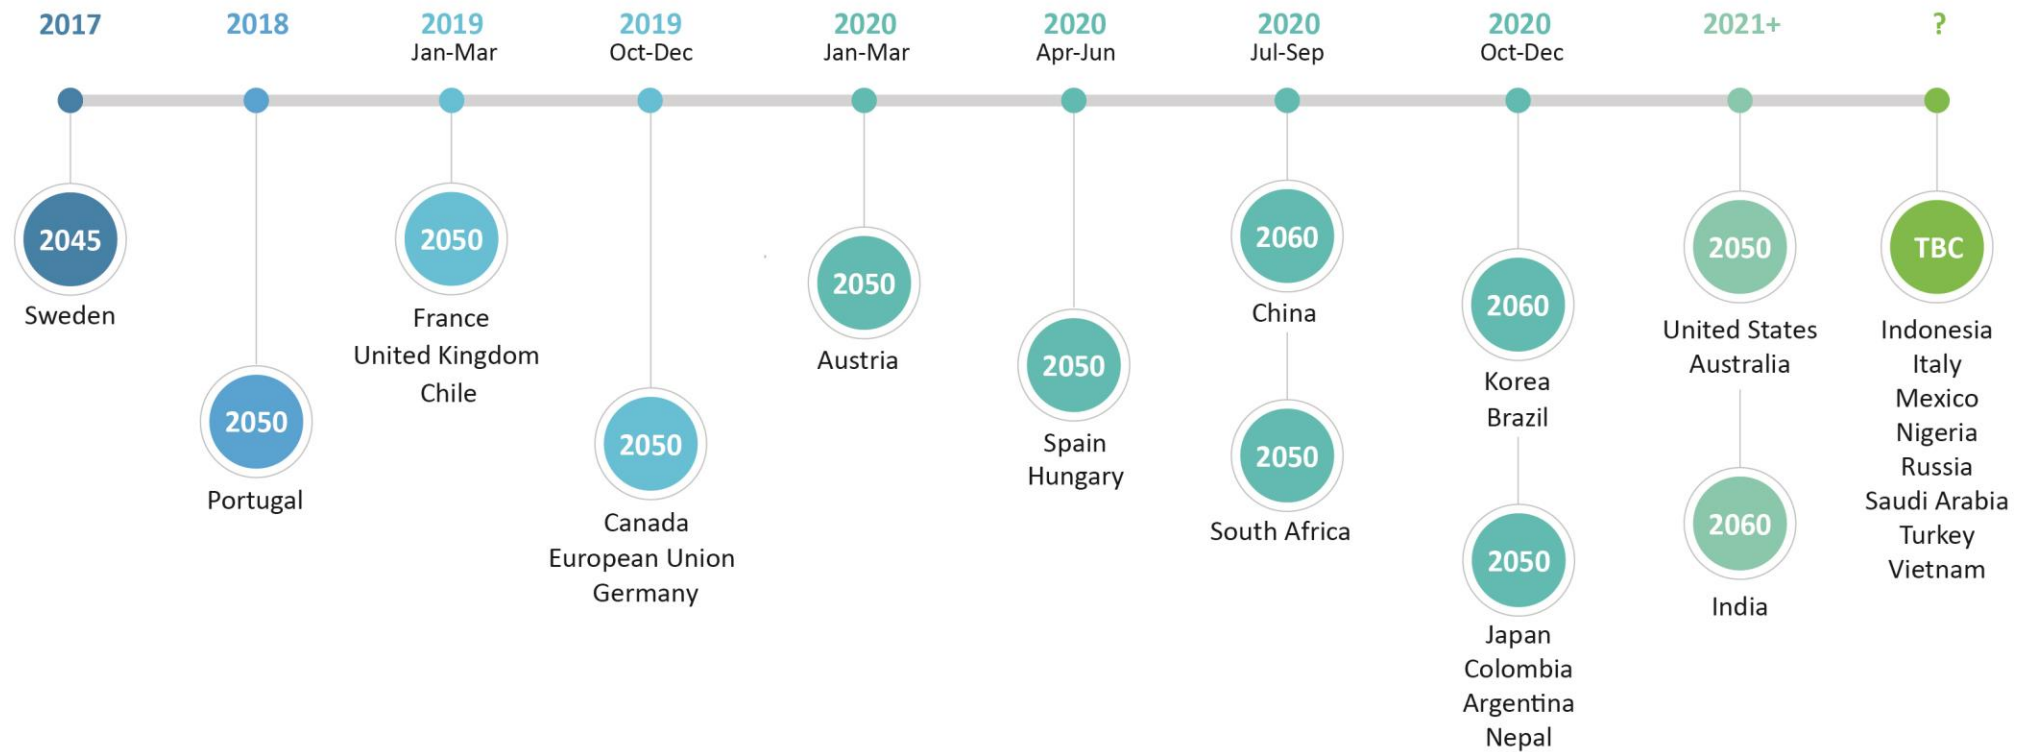 2017
2018
2019
Jan-Mar
2019
Oct-Dec
2020
Jan-Mar
2020
Apr-Jun
2020
Jul-Sep
2020
Oct-Dec
2021+
?
2045
Sweden
2050
Portugal
2050
France
United Kingdom
Chile
2050
Canada
European Union
Germany
2050
Austria
2050
Spain
Hungary
2060
China
2050
South Africa
2060
Korea
Brazil
2050
Japan
Colombia
Argentina
Nepal
2050
United States
Australia
2060
India
TBC
Indonesia
Italy
Mexico
Nigeria
Russia
Saudi Arabia
Turkey
Vietnam